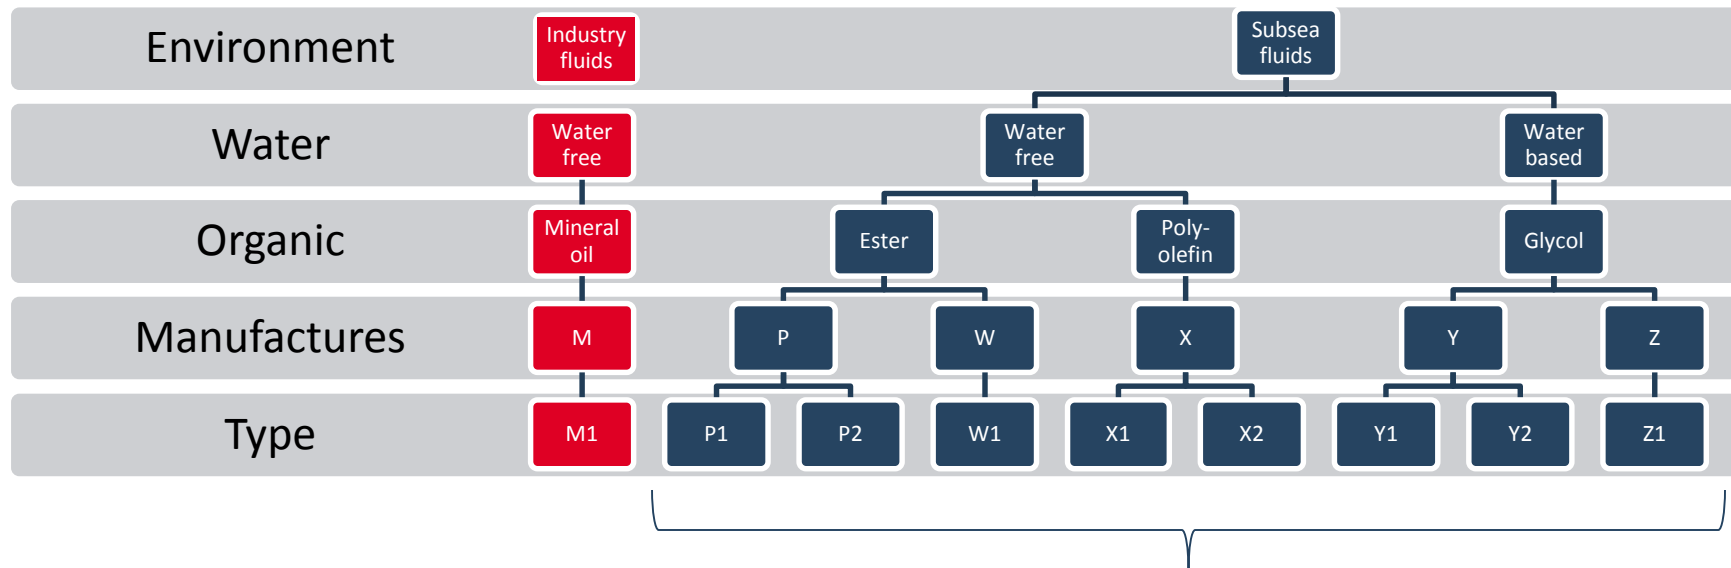 Environment
Industry
fluids
Subsea
fluids
Water
Water
free
Water
free
Water
based
Organic
Mineral
oil
Ester
Poly-
olefin
Glycol
Manufactures
M
P
W
X
Y
Z
Type
M1
P1
P2
W1
X1
X2
Y1
Y2
Z1